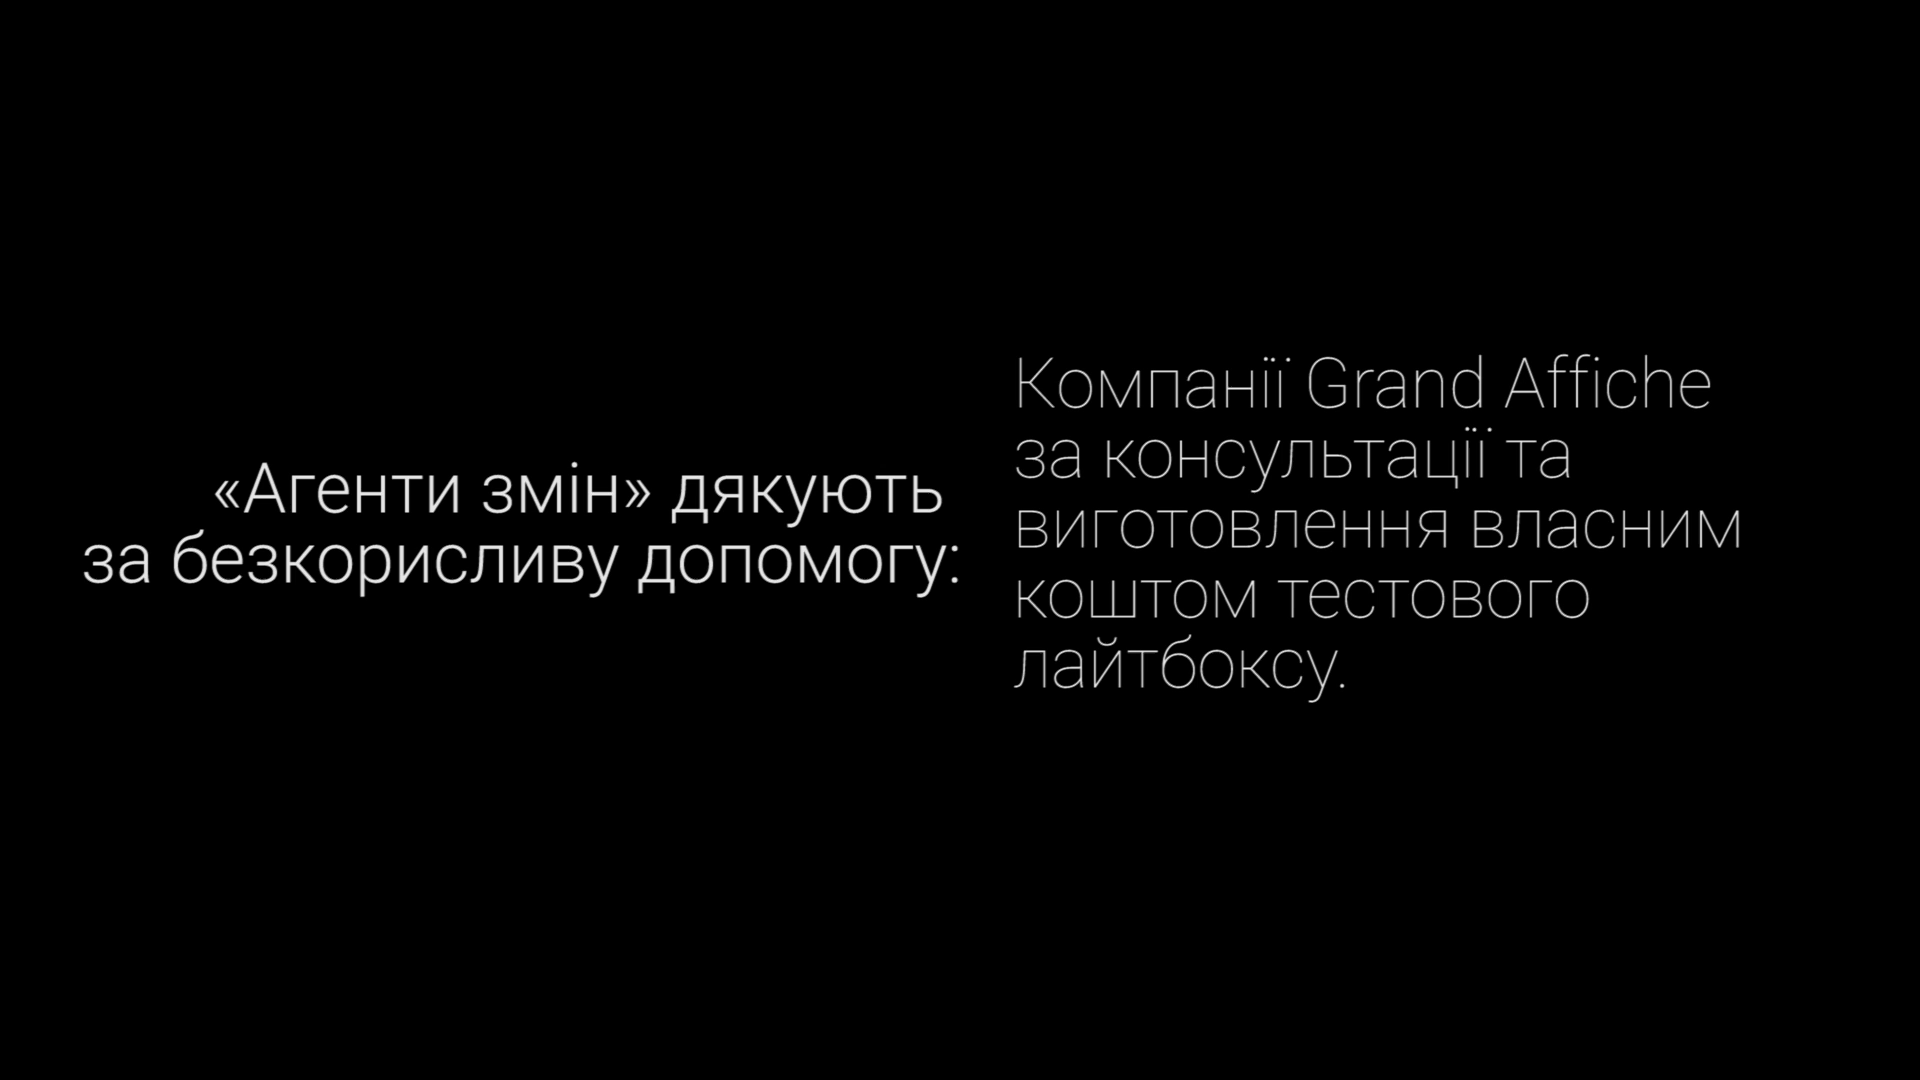 «Агенти змін» дякують
за безкорисливу допомогу:
Компанії Grand Affiche
за консультації та
виготовлення власним
коштом тестового
лайтбоксу.